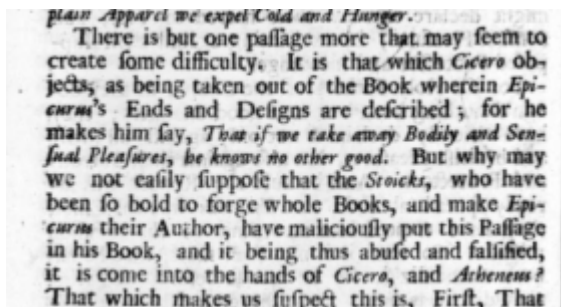 plain Apparel we expel Cold and Hunger.
There is but one paſſage more that may ſeem to
create ſome difficulty. It is that which Cicero ob-
jects, as being taken out of the Book wherein Epi-
curus's Ends and Deſigns are deſcribed; for he
makes him ſay, That if we take away Bodily and Sen-
ſual Pleaſures, he knows no other good. But why may
we not eaſily ſuppoſe that the Stoicks, who have
been ſo bold to forge whole Books, and make Epi-
curus their Author, have maliciouſly put this Paſſage
in his Book, and it being thus abuſed and falſified,
it is come into the hands of Cicero, and Atheneus?
That which makes us ſuſpect this is, Firſt, That